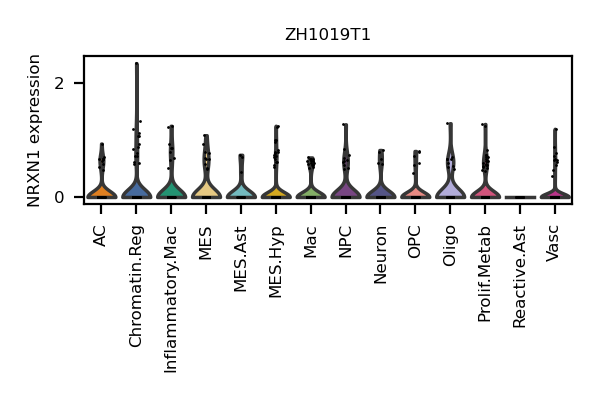 ZH1019T1
NRXN1 expression
2
0
AC
Chromatin.Reg
Inflammatory.Mac
MES
MES.Ast
MES.Hyp
Mac
NPC
Neuron
OPC
Oligo
Prolif.Metab
Reactive.Ast
Vasc